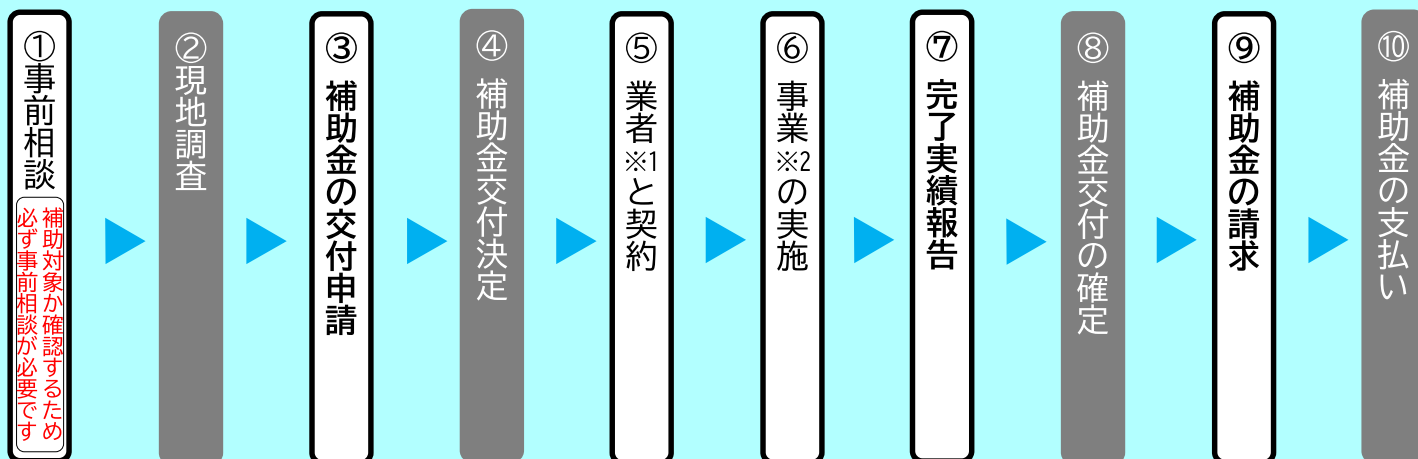 ①事前相談
補助対象か確認するため
必ず事前相談が必要です
②現地調査
③ 補助金の交付申請
④ 補助金交付決定
⑤ 業者※1と契約
⑥ 事業※2の実施
⑦ 完了実績報告
⑧ 補助金交付の確定
⑨ 補助金の請求
⑩ 補助金の支払い